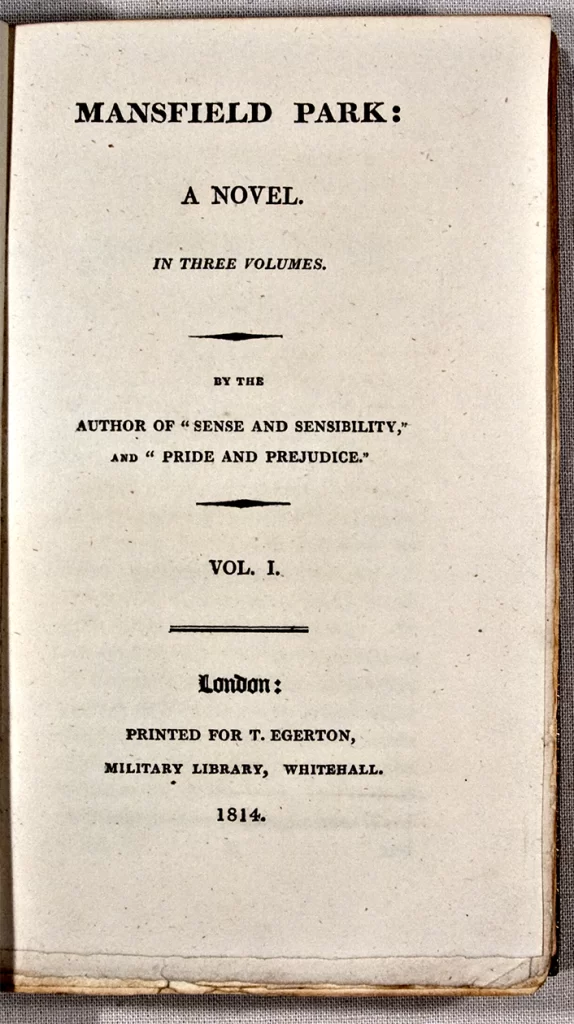 MANSFIELD PARK:
A NOVEL.
IN THREE VOLUMES.
BY THE
AUTHOR OF “ SENSE AND SENSIBILITY,”
AND “ PRIDE AND PREJUDICE.”
VOL. I.
London:
PRINTED FOR T. EGERTON,
MILITARY LIBRARY, WHITEHALL.
1814.